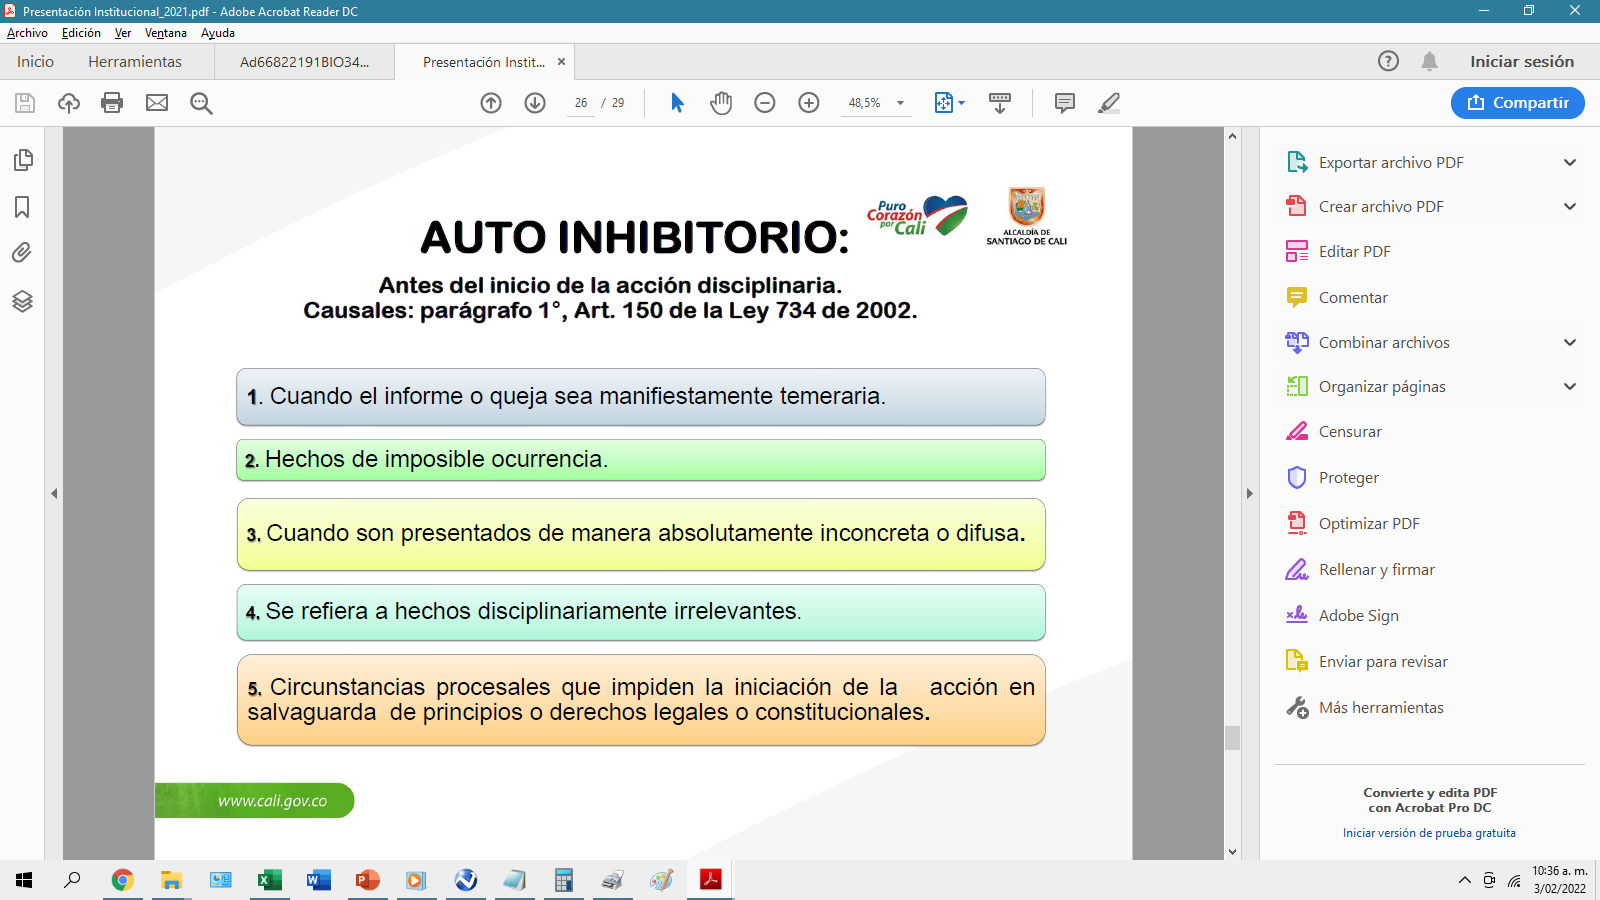 Presentación Institucional_2021.pdf - Adobe Acrobat Reader DC
Archivo Edición Ver Ventana Ayuda
Inicio Herramientas Ad66822191BIO34... Presentación Instit... Iniciar sesión
26 / 29 48,5% Compartir
Puro
Corazón
por
Cali
ALCALDÍA DE
SANTIAGO DE CALI
AUTO INHIBITORIO:
Antes del inicio de la acción disciplinaria.
Causales: parágrafo 1°, Art. 150 de la Ley 734 de 2002.
1. Cuando el informe o queja sea manifiestamente temeraria.
2. Hechos de imposible ocurrencia.
3. Cuando son presentados de manera absolutamente inconcreta o difusa.
4. Se refiera a hechos disciplinariamente irrelevantes.
5. Circunstancias procesales que impiden la iniciación de la acción en
salvaguarda de principios o derechos legales o constitucionales.
www.cali.gov.co
Exportar archivo PDF
Crear archivo PDF
Editar PDF
Comentar
Combinar archivos
Organizar páginas
Censurar
Proteger
Optimizar PDF
Rellenar y firmar
Adobe Sign
Enviar para revisar
Más herramientas
Convierte y edita PDF
con Acrobat Pro DC
Iniciar versión de prueba gratuita
10:36 a. m.
3/02/2022